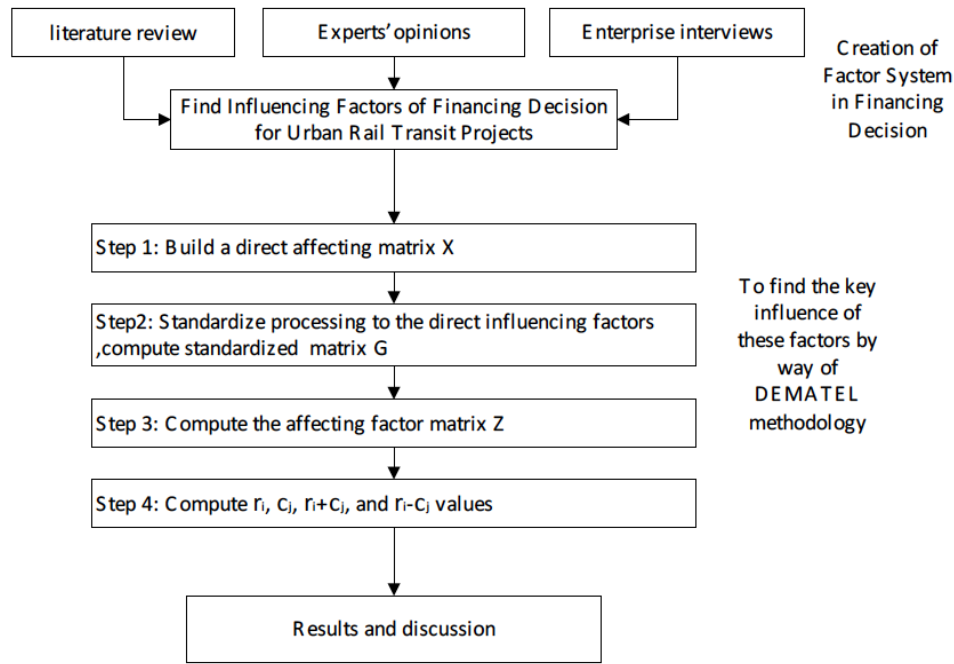 literature review
Experts' opinions
Enterprise interviews
Find Influencing Factors of Financing Decision
for Urban Rail Transit Projects
Creation of
Factor System
in Financing
Decision
Step 1: Build a direct affecting matrix X
Step2: Standardize processing to the direct influencing factors
,compute standardized matrix G
Step 3: Compute the affecting factor matrix Z
Step 4: Compute rᵢ, cⱼ, rᵢ+cⱼ, and rᵢ-cⱼ values
To find the key
influence of
these factors by
way of
DEMATEL
methodology
Results and discussion